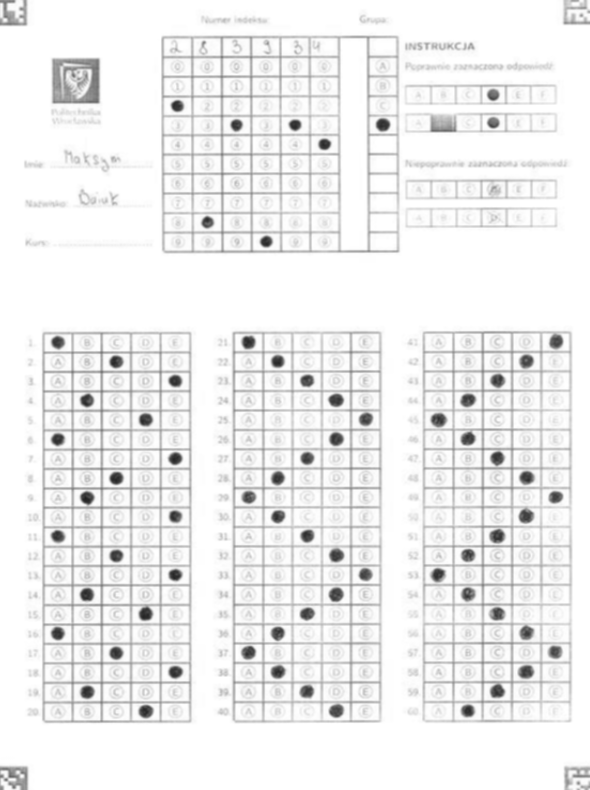 Numer indeksu: Grupa:
2 8 3 9 3 4
INSTRUKCJA
Poprawnie zaznaczona odpowiedź:
A B C E F
A C E F
Niepoprawnie zaznaczona odpowiedź:
A B C E F
A B C E F
Politechnika
Wrocławska
Imię: Maksym
Nazwisko:
Kurs:
0 0 0 0 0 0 A
1 1 1 1 1 1 B
2 2 2 2 2 C
3 3 3 3
4 4 4 4 4
5 5 5 5 5 5
6 6 6 6 6 6
7 7 7 7 7 7
8 8 8 8 8
9 9 9 9 9
1. B C D E
2. A B D E
3. A B C D
4. A C D E
5. A B C E
6. B C D E
7. A B C D
8. A B D E
9. A C D E
10. A B C D
11. B C D E
12. A B D E
13. A B C D
14. A C D E
15. A B C E
16. B C D E
17. A B D E
18. A B C D
19. A C D E
20. A B C E
21. B C D E
22. A C D E
23. A B D E
24. A B C E
25. A B C D
26. A B C E
27. A B D E
28. A C D E
29. B C D E
30. A C D E
31. A B D E
32. A B C E
33. A B C D
34. A B C E
35. A B D E
36. A C D E
37. B C D E
38. A C D E
39. A B D E
40. A B C E
41. A B C D
42. A B C E
43. A B D E
44. A C D E
45. B C D E
46. A C D E
47. A B D E
48. A B C E
49. A B C D
50. A B C E
51. A B D E
52. A C D E
53. B C D E
54. A C D E
55. A B D E
56. A B C E
57. A B C D
58. A B C E
59. A B D E
60. A C D E